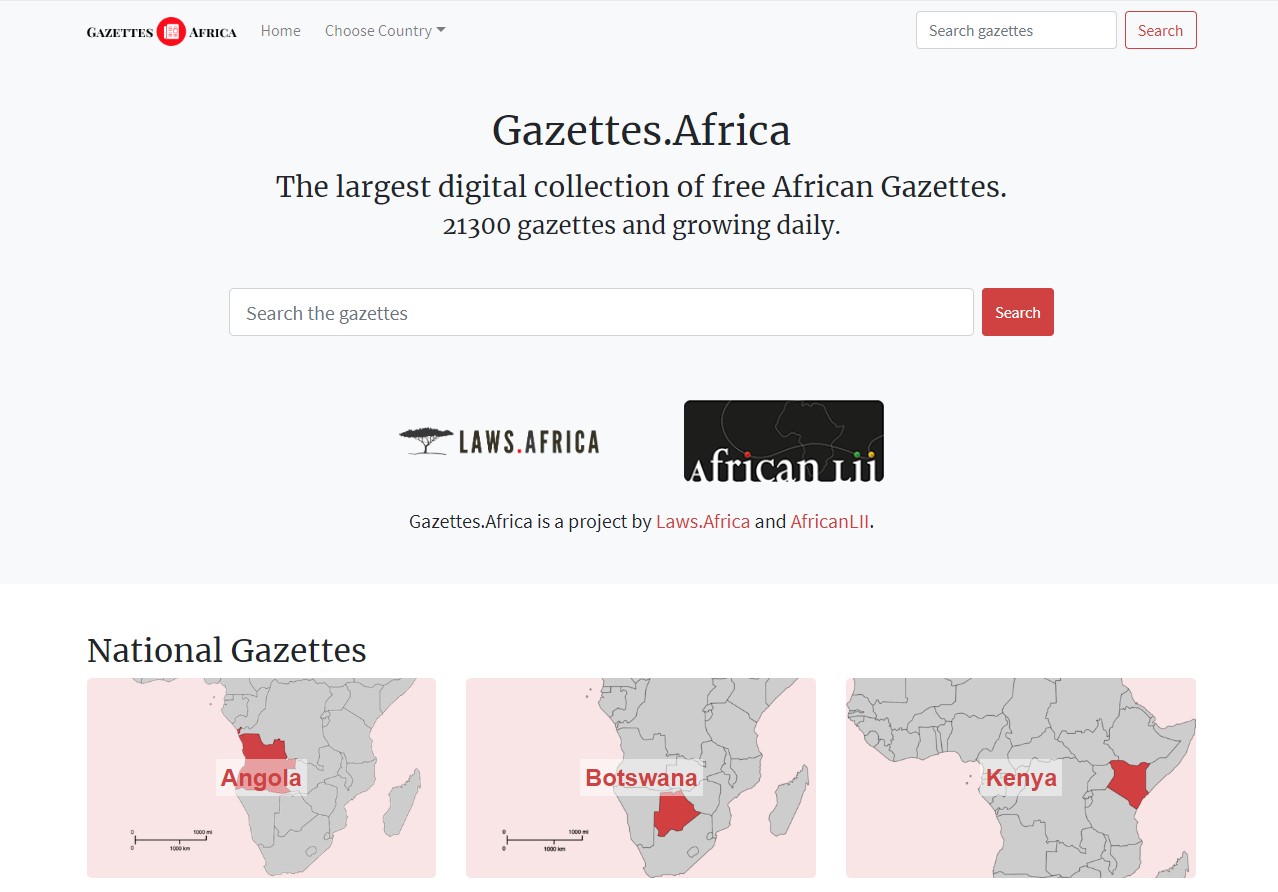 GAZETTES AFRICA Home Choose Country Search gazettes Search
Gazettes.Africa
The largest digital collection of free African Gazettes.
21300 gazettes and growing daily.
Search the gazettes Search
LAWS.AFRICA African LII
Gazettes.Africa is a project by Laws.Africa and AfricanLII.
National Gazettes
Angola Botswana Kenya
0 1000 mi 0 1000 mi
0 1000 km 0 1000 km